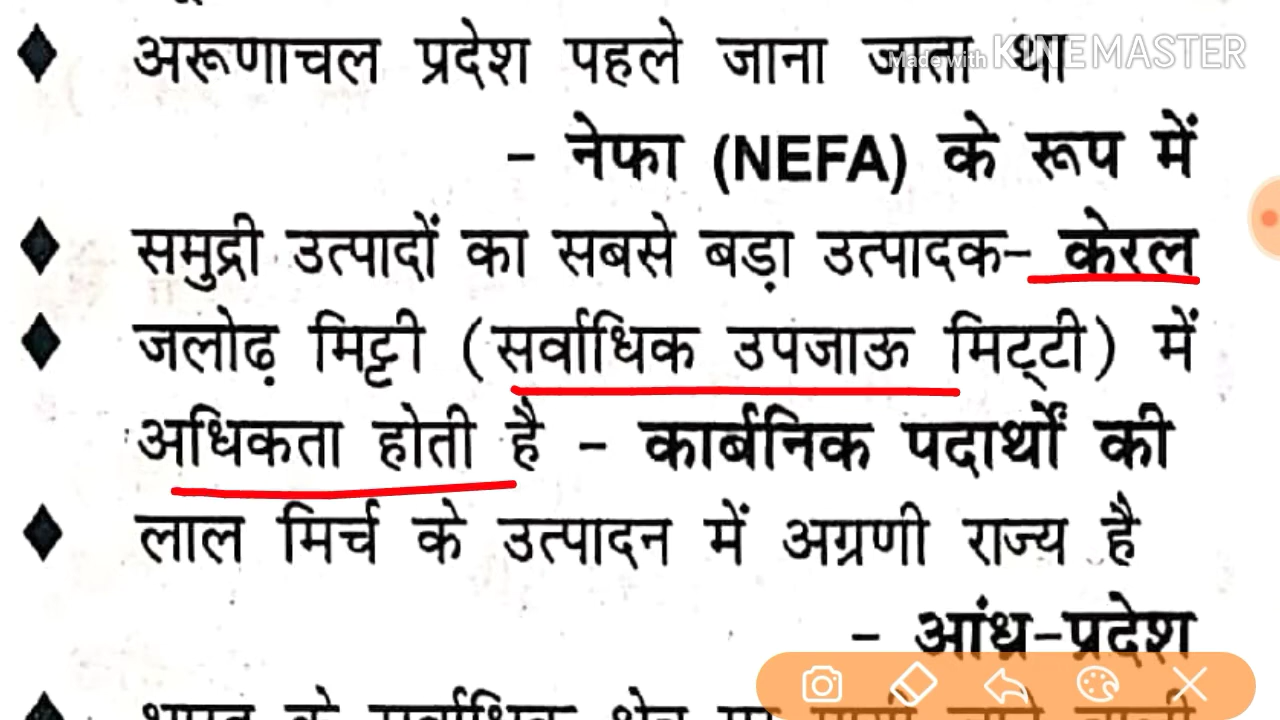 ♦ अरूणाचल प्रदेश पहले जाना जाता था
Made with KINEMASTER
– नेफा (NEFA) के रूप में
♦ समुद्री उत्पादों का सबसे बड़ा उत्पादक– केरल
♦ जलोढ़ मिट्टी (सर्वाधिक उपजाऊ मिट्‌टी) में
अधिकता होती है – कार्बनिक पदार्थों की
♦ लाल मिर्च के उत्पादन में अग्रणी राज्य है
– आंध्र–प्रदेश